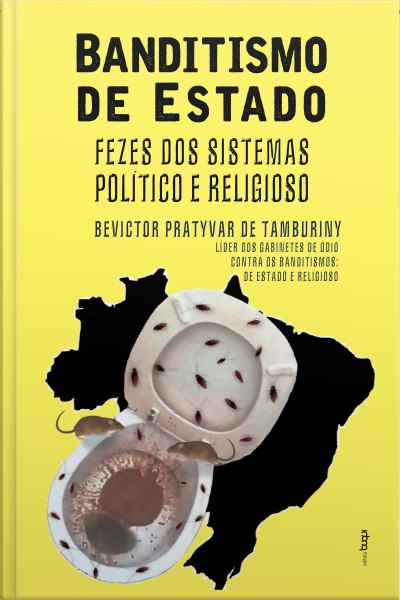 BANDITISMO
DE ESTADO
FEZES DOS SISTEMAS
POLÍTICO E RELIGIOSO
BEVICTOR PRATYVAR DE TAMBURINY
LÍDER DOS GABINETES DE ÓDIO
CONTRA OS BANDITISMOS:
DE ESTADO E RELIGIOSO